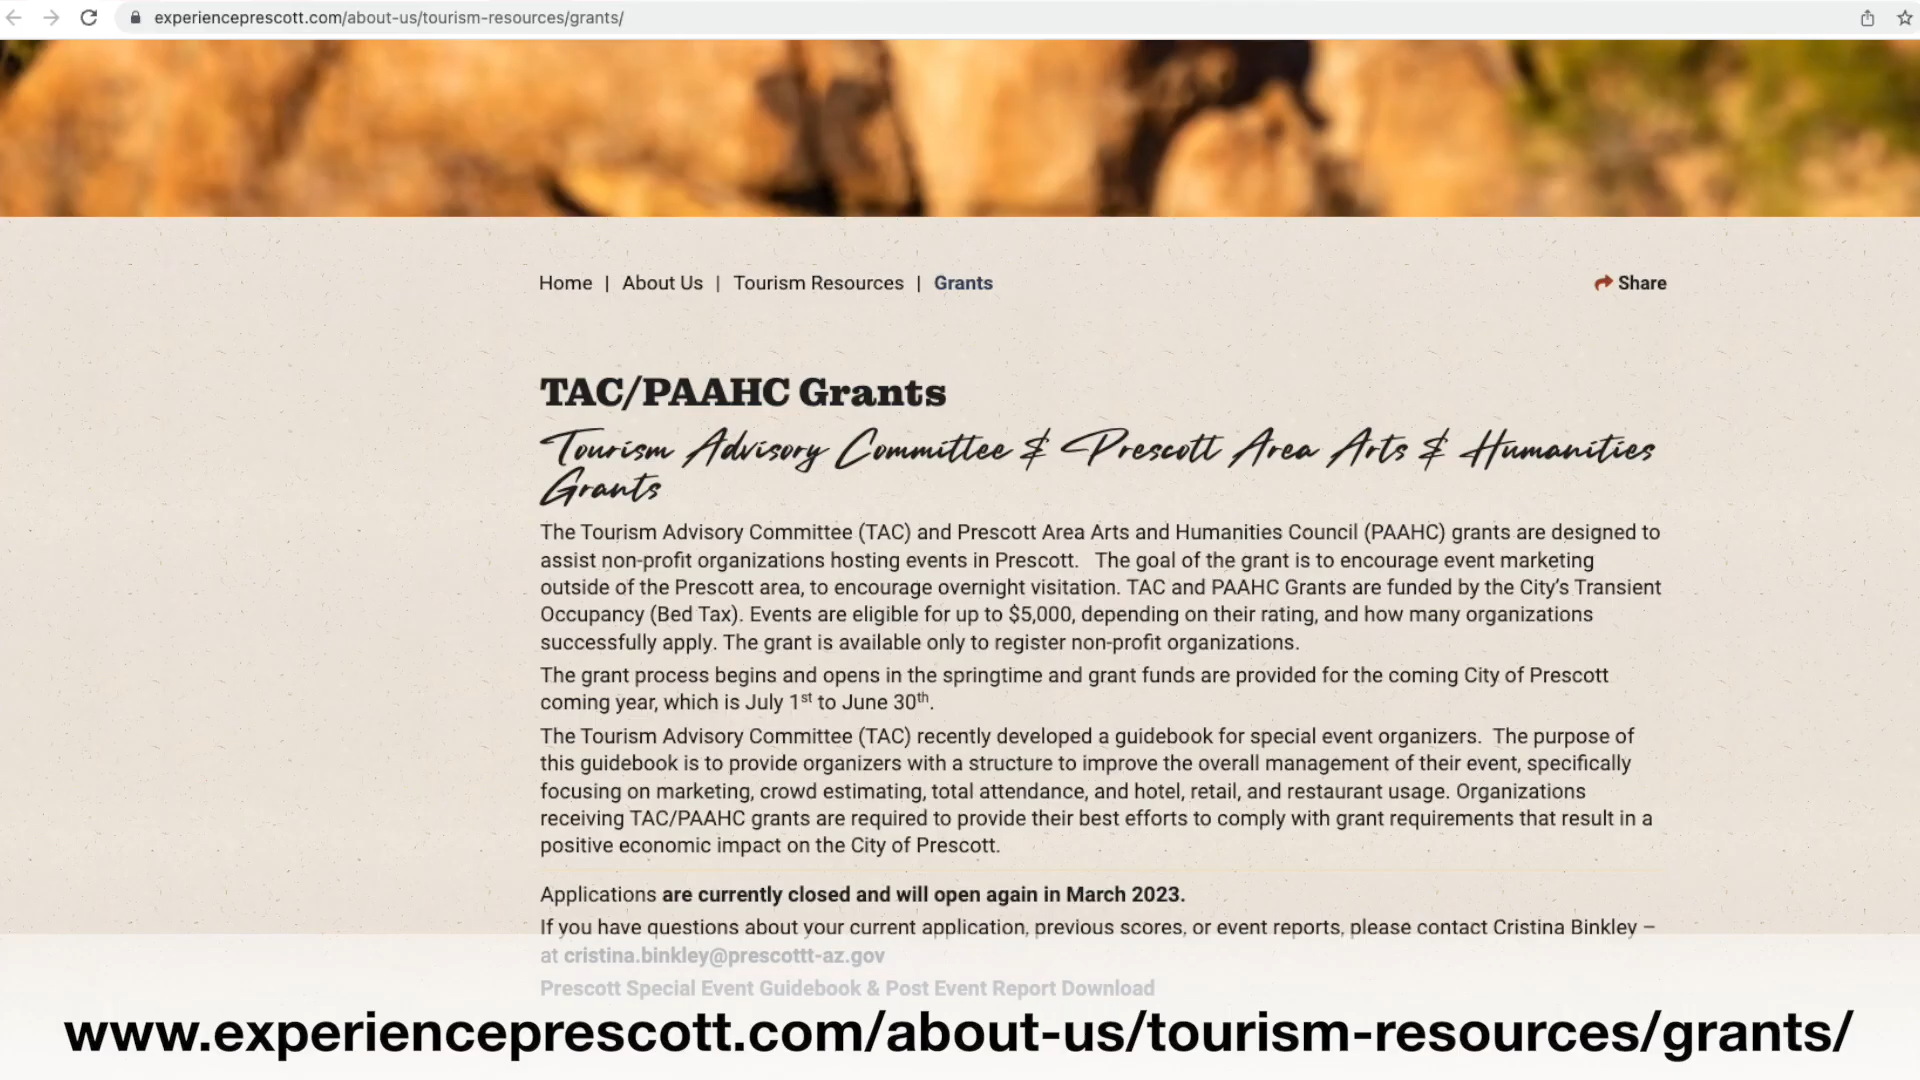 experienceprescott.com/about-us/tourism-resources/grants/
Home | About Us | Tourism Resources | Grants
Share
TAC/PAAHC Grants
Tourism Advisory Committee & Prescott Area Arts & Humanities
Grants
The Tourism Advisory Committee (TAC) and Prescott Area Arts and Humanities Council (PAAHC) grants are designed to
assist non-profit organizations hosting events in Prescott. The goal of the grant is to encourage event marketing
outside of the Prescott area, to encourage overnight visitation. TAC and PAAHC Grants are funded by the City's Transient
Occupancy (Bed Tax). Events are eligible for up to $5,000, depending on their rating, and how many organizations
successfully apply. The grant is available only to register non-profit organizations.
The grant process begins and opens in the springtime and grant funds are provided for the coming City of Prescott
coming year, which is July 1st to June 30th.
The Tourism Advisory Committee (TAC) recently developed a guidebook for special event organizers. The purpose of
this guidebook is to provide organizers with a structure to improve the overall management of their event, specifically
focusing on marketing, crowd estimating, total attendance, and hotel, retail, and restaurant usage. Organizations
receiving TAC/PAAHC grants are required to provide their best efforts to comply with grant requirements that result in a
positive economic impact on the City of Prescott.
Applications are currently closed and will open again in March 2023.
If you have questions about your current application, previous scores, or event reports, please contact Cristina Binkley –
at cristina.binkley@prescottt-az.gov
Prescott Special Event Guidebook & Post Event Report Download
www.experienceprescott.com/about-us/tourism-resources/grants/